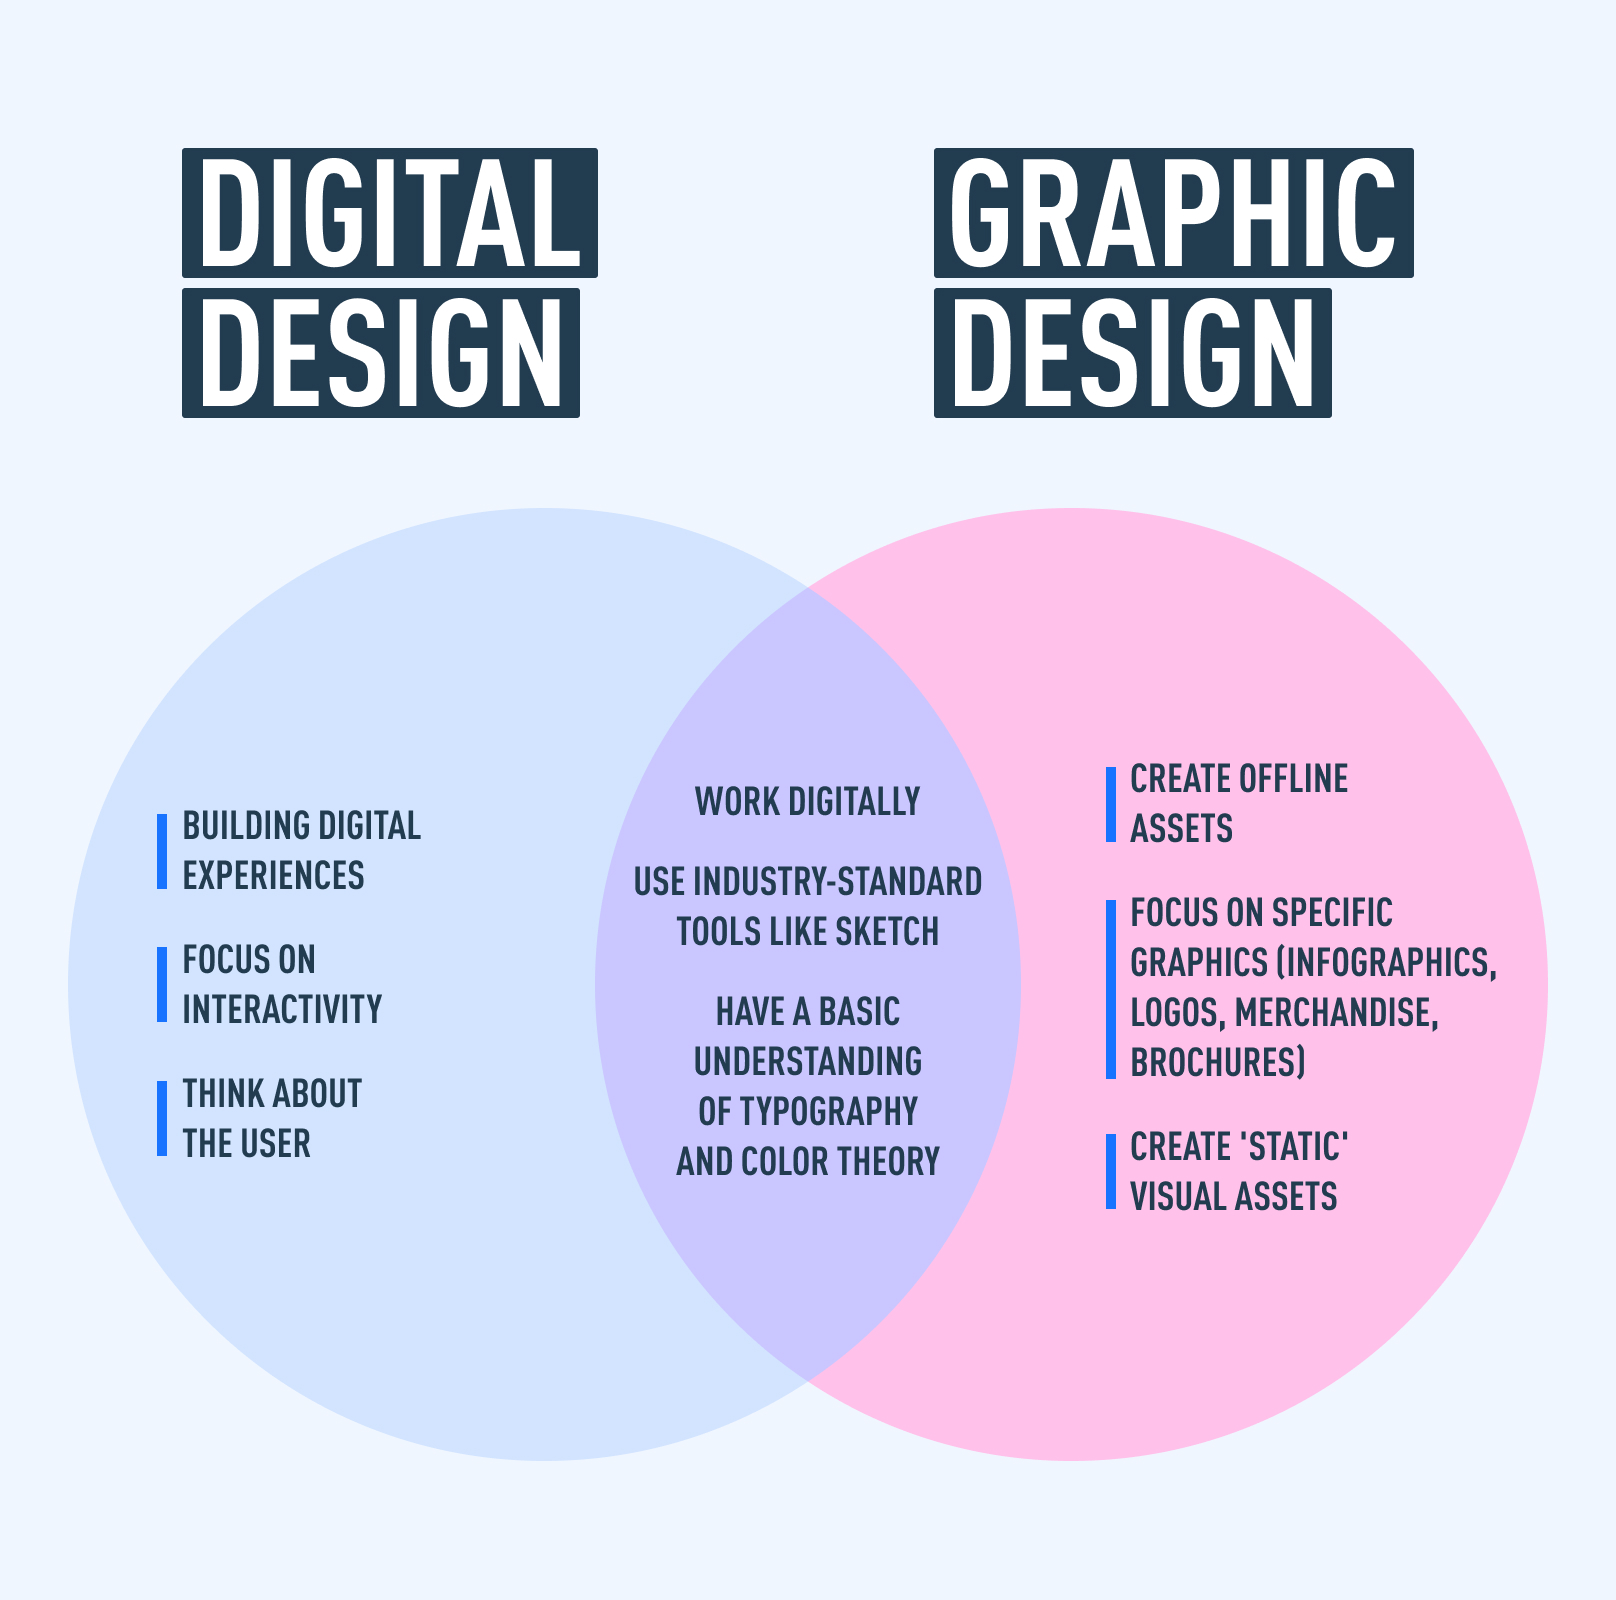 DIGITAL
DESIGN
GRAPHIC
DESIGN
BUILDING DIGITAL
EXPERIENCES
FOCUS ON
INTERACTIVITY
THINK ABOUT
THE USER
WORK DIGITALLY
USE INDUSTRY-STANDARD
TOOLS LIKE SKETCH
HAVE A BASIC
UNDERSTANDING
OF TYPOGRAPHY
AND COLOR THEORY
CREATE OFFLINE
ASSETS
FOCUS ON SPECIFIC
GRAPHICS (INFOGRAPHICS,
LOGOS, MERCHANDISE,
BROCHURES)
CREATE 'STATIC'
VISUAL ASSETS